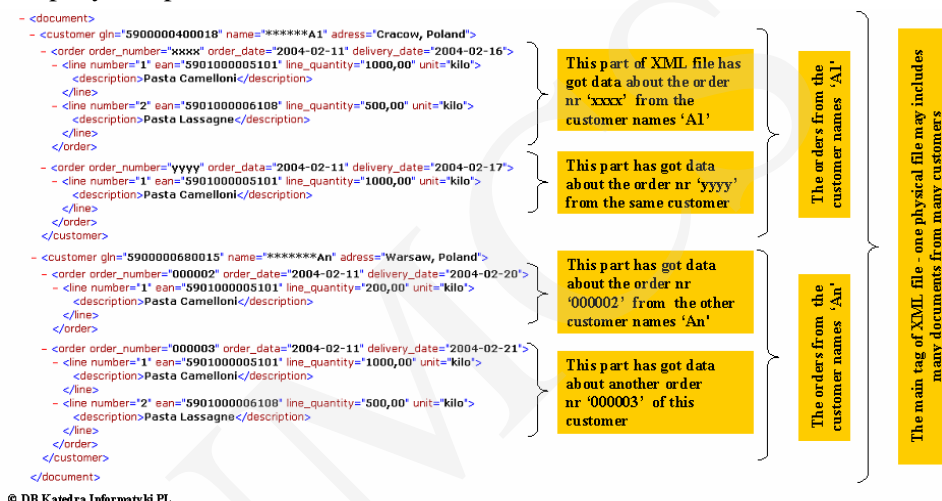 - <document>
- <customer gln="5900000400018" name="******A1" adress="Cracow, Poland">
- <order order_number="xxxx" order_date="2004-02-11" delivery_date="2004-02-16">
- <line number="1" ean="5901000005101" line_quantity="1000,00" unit="kilo">
<description>Pasta Camelloni</description>
</line>
- <line number="2" ean="5901000006108" line_quantity="500,00" unit="kilo">
<description>Pasta Lassagne</description>
</line>
</order>
- <order order_number="yyyy" order_data="2004-02-11" delivery_date="2004-02-17">
- <line number="1" ean="5901000005101" line_quantity="1000,00" unit="kilo">
<description>Pasta Camelloni</description>
</line>
</order>
</customer>
- <customer gln="5900000680015" name="*******An" adress="Warsaw, Poland">
- <order order_number="000002" order_date="2004-02-11" delivery_date="2004-02-20">
- <line number="1" ean="5901000005101" line_quantity="200,00" unit="kilo">
<description>Pasta Camelloni</description>
</line>
</order>
- <order order_number="000003" order_data="2004-02-11" delivery_date="2004-02-21">
- <line number="1" ean="5901000005101" line_quantity="1000,00" unit="kilo">
<description>Pasta Camelloni</description>
</line>
- <line number="2" ean="5901000006108" line_quantity="500,00" unit="kilo">
<description>Pasta Lassagne</description>
</line>
</order>
</customer>
</document>
This part of XML file has
got data about the order
nr ‘xxxx’ from the
customer names ‘A1’
This part has got data
about the order nr ‘yyyy’
from the same customer
This part has got data
about the order nr
‘000002’ from the other
customer names ‘An'
This part has got data
about another order
nr ‘000003’ of this
customer
The orders from the
customer names ‘A1'
The orders from the
customer names ‘An'
The main tag of XML file - one physical file may includes
many documents from many customers
© DB Katedra Informatyki PL